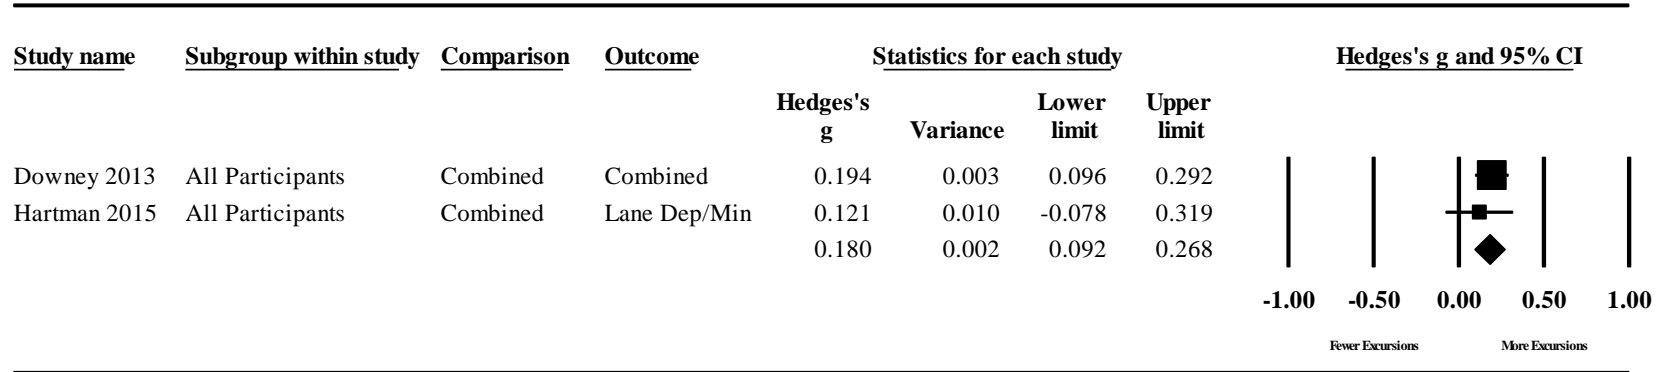 Study name Subgroup within study Comparison Outcome Statistics for each study Hedges's g and 95% CI
Hedges's g Variance Lower limit Upper limit
Downey 2013 All Participants Combined Combined 0.194 0.003 0.096 0.292
Hartman 2015 All Participants Combined Lane Dep/Min 0.121 0.010 -0.078 0.319
0.180 0.002 0.092 0.268
-1.00 -0.50 0.00 0.50 1.00
Fewer Excursions More Excursions